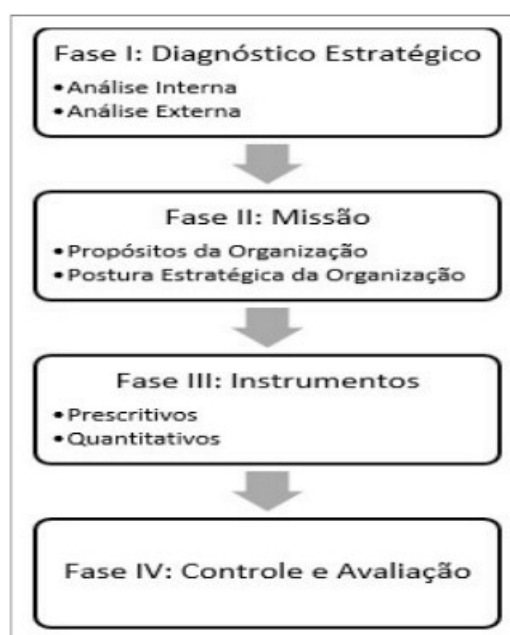 Fase I: Diagnóstico Estratégico
•Análise Interna
•Análise Externa
Fase II: Missão
•Propósitos da Organização
•Postura Estratégica da Organização
Fase III: Instrumentos
•Prescritivos
•Quantitativos
Fase IV: Controle e Avaliação